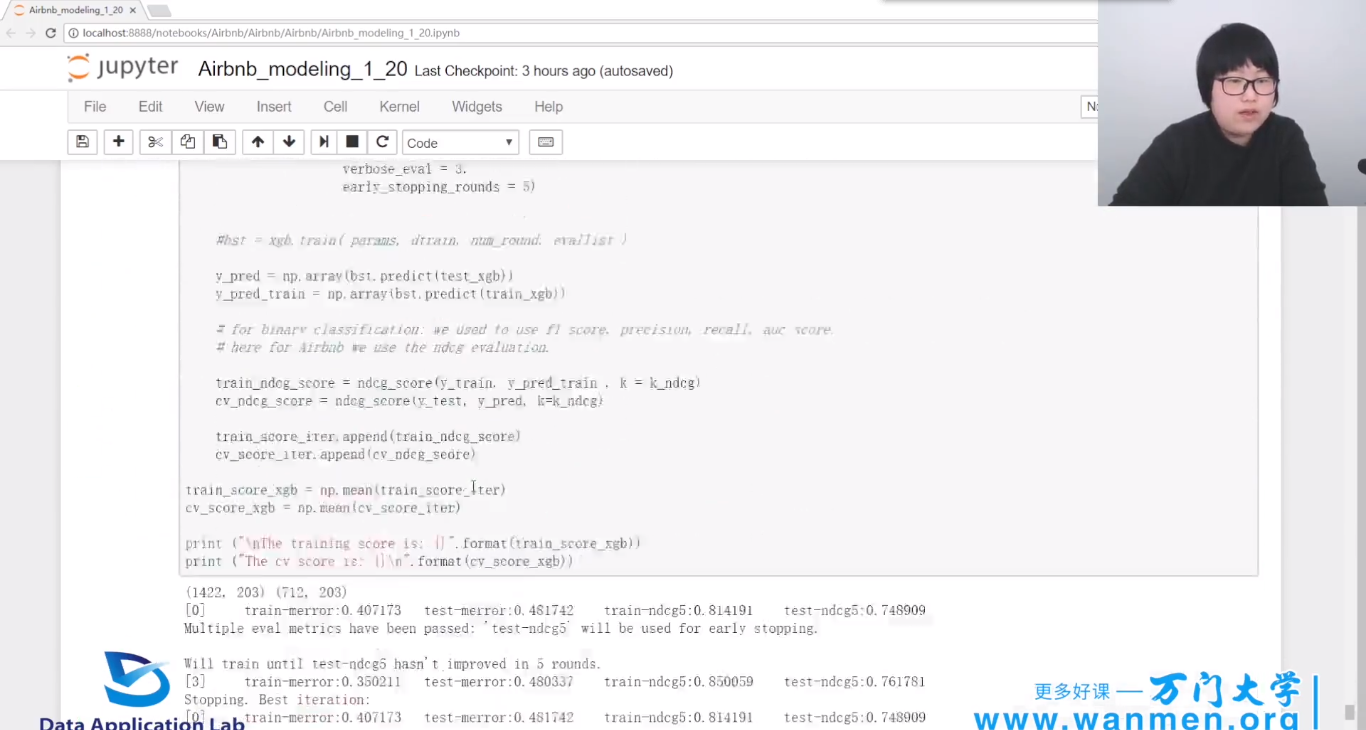 Airbnb_modeling_1_20
localhost:8888/notebooks/Airbnb/Airbnb/Airbnb/Airbnb_modeling_1_20.ipynb
jupyter Airbnb_modeling_1_20 Last Checkpoint: 3 hours ago (autosaved)
File Edit View Insert Cell Kernel Widgets Help
Code
verbose_eval = 3,
early_stopping_rounds = 5)
#bst = xgb.train( params, dtrain, num_round, evallist )
y_pred = np.array(bst.predict(test_xgb))
y_pred_train = np.array(bst.predict(train_xgb))
# for binary classification: we used to use f1 score, precision, recall, auc score.
# here for Airbnb we use the ndcg evaluation.
train_ndcg_score = ndcg_score(y_train, y_pred_train , k = k_ndcg)
cv_ndcg_score = ndcg_score(y_test, y_pred, k=k_ndcg)
train_score_iter.append(train_ndcg_score)
cv_score_iter.append(cv_ndcg_score)
train_score_xgb = np.mean(train_score_iter)
cv_score_xgb = np.mean(cv_score_iter)
print ("\nThe training score is: {}".format(train_score_xgb))
print ("The cv score is: {}\n".format(cv_score_xgb))
(1422, 203) (712, 203)
[0] train-merror:0.407173 test-merror:0.481742 train-ndcg5:0.814191 test-ndcg5:0.748909
Multiple eval metrics have been passed: 'test-ndcg5' will be used for early stopping.
Will train until test-ndcg5 hasn't improved in 5 rounds.
[3] train-merror:0.350211 test-merror:0.480337 train-ndcg5:0.850059 test-ndcg5:0.761781
Stopping. Best iteration:
[0] train-merror:0.407173 test-merror:0.481742 train-ndcg5:0.814191 test-ndcg5:0.748909
Data Application Lab
更多好课 — 万门大学
www.wanmen.org